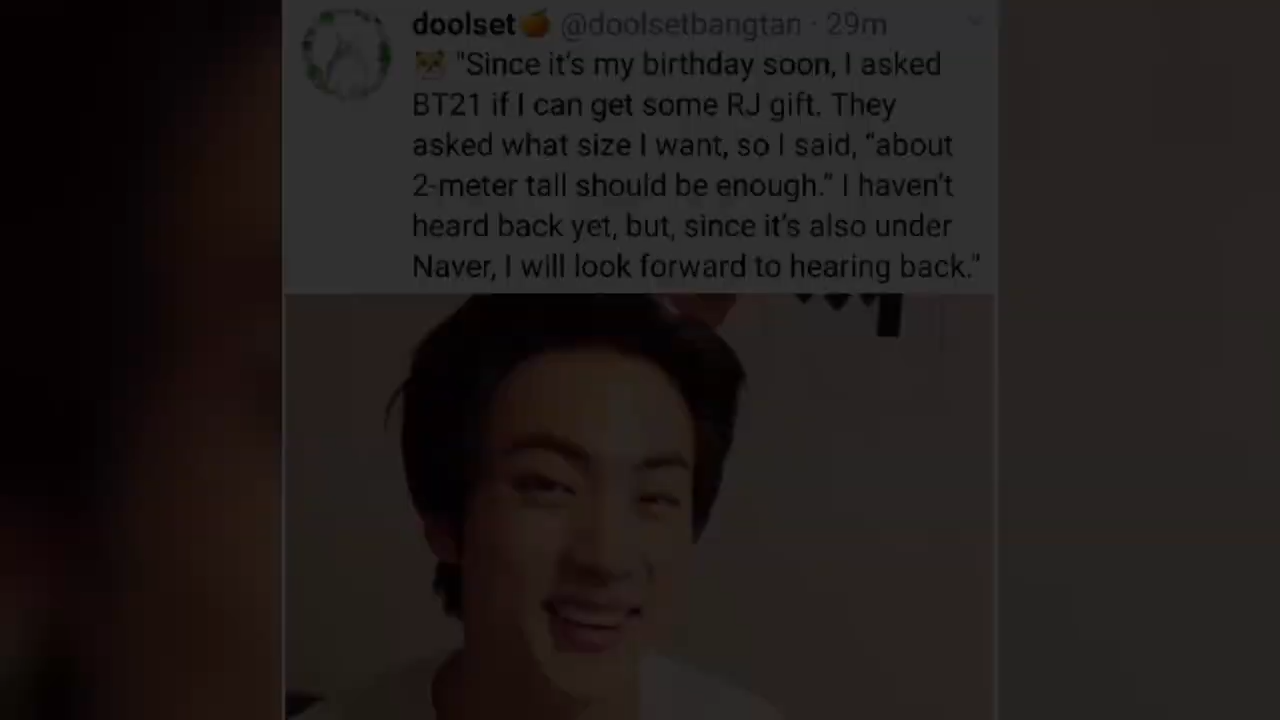 doolset🍊 @doolsetbangtan · 29m
🐹 "Since it's my birthday soon, I asked
BT21 if I can get some RJ gift. They
asked what size I want, so I said, “about
2-meter tall should be enough.” I haven't
heard back yet, but, since it's also under
Naver, I will look forward to hearing back."